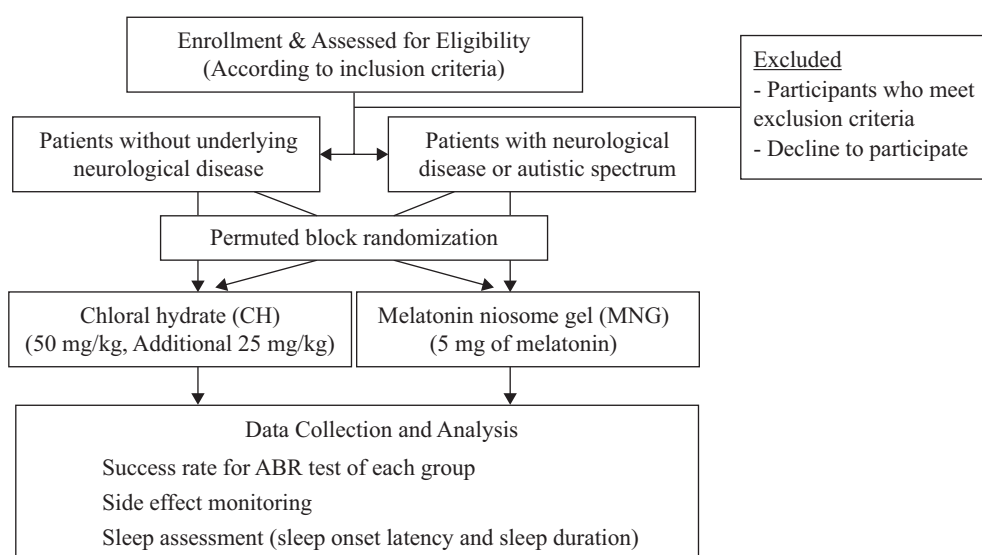 Enrollment & Assessed for Eligibility
(According to inclusion criteria)
Excluded
- Participants who meet
exclusion criteria
- Decline to participate
Patients without underlying
neurological disease
Patients with neurological
disease or autistic spectrum
Permuted block randomization
Chloral hydrate (CH)
(50 mg/kg, Additional 25 mg/kg)
Melatonin niosome gel (MNG)
(5 mg of melatonin)
Data Collection and Analysis
Success rate for ABR test of each group
Side effect monitoring
Sleep assessment (sleep onset latency and sleep duration)